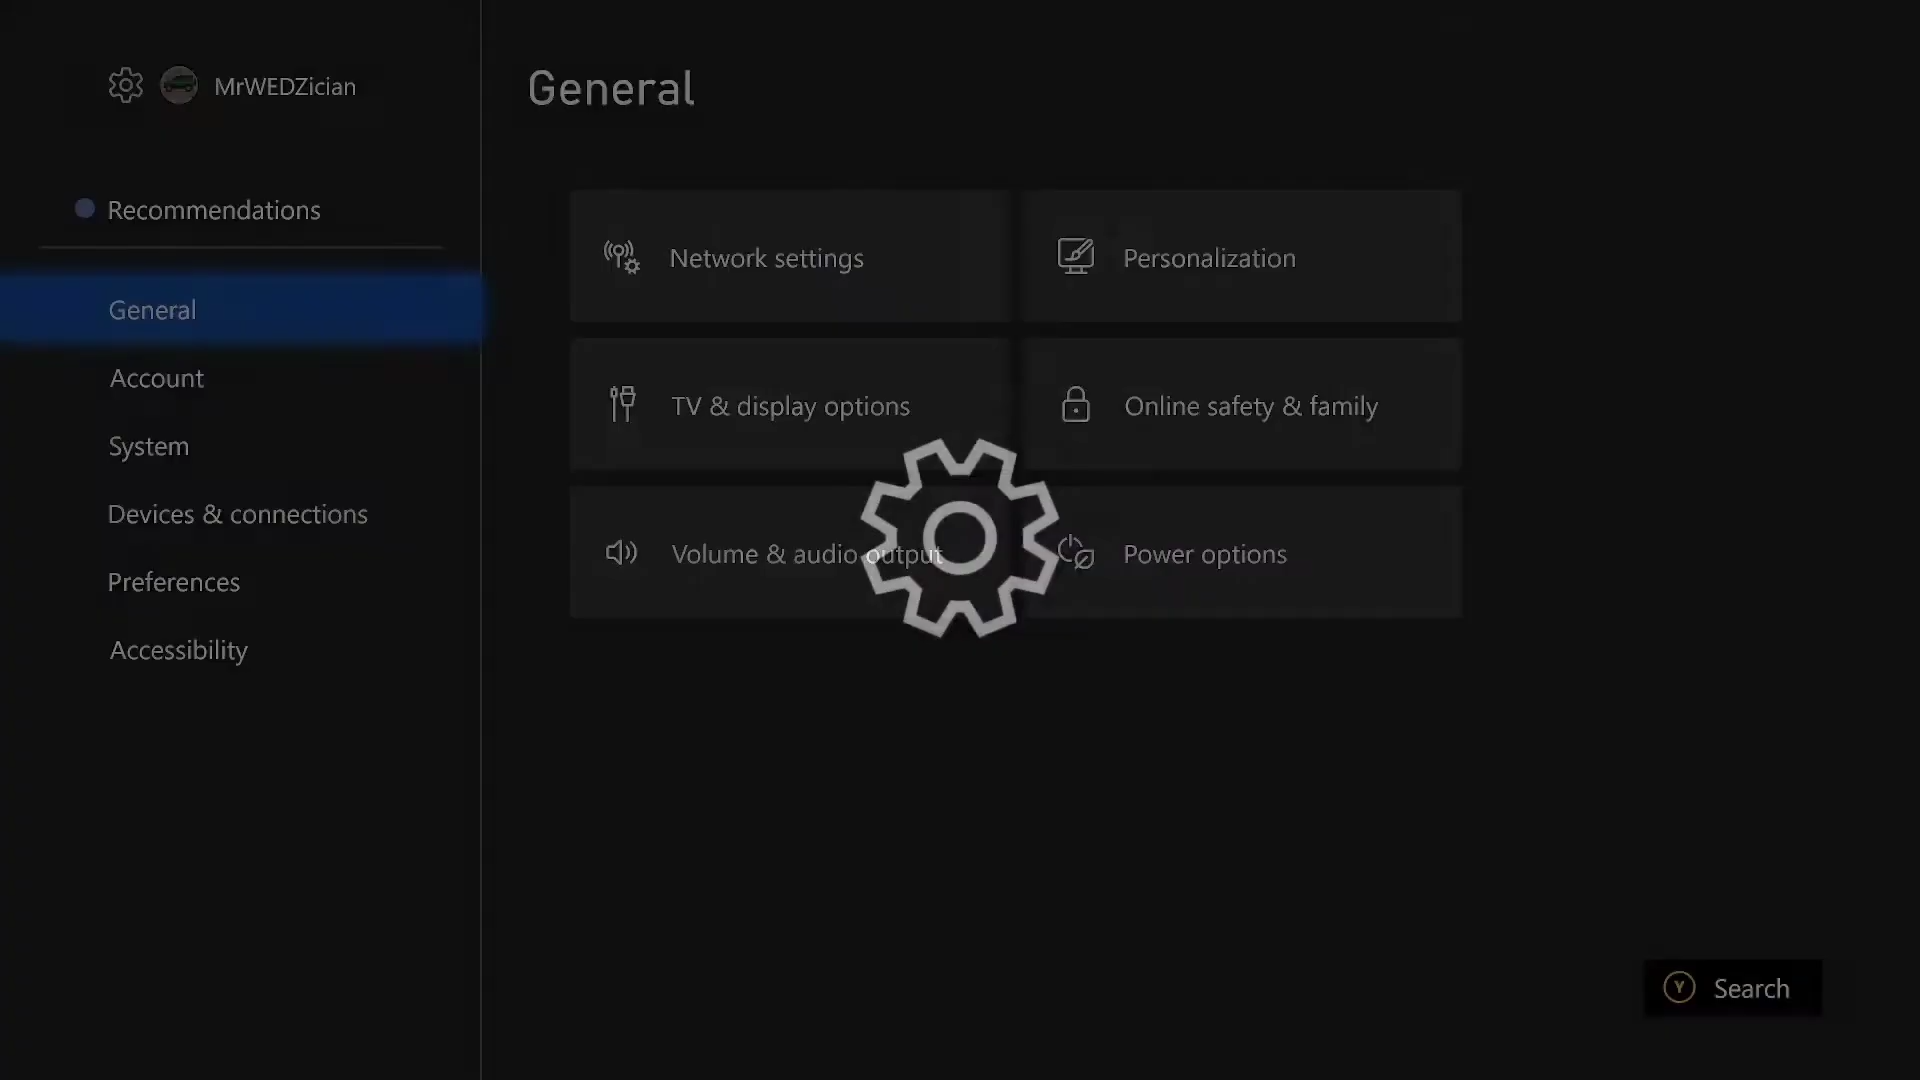 MrWEDZician
Recommendations
General
Account
System
Devices & connections
Preferences
Accessibility
General
Network settings
Personalization
TV & display options
Online safety & family
Volume & audio output
Power options
Y Search